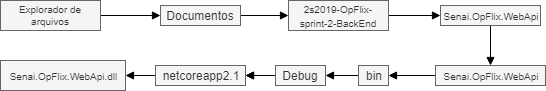 Explorador de
arquivos
Documentos
2s2019-OpFlix-
sprint-2-BackEnd
Senai.OpFlix.WebApi
Senai.OpFlix.WebApi
bin
Debug
netcoreapp2.1
Senai.OpFlix.WebApi.dll